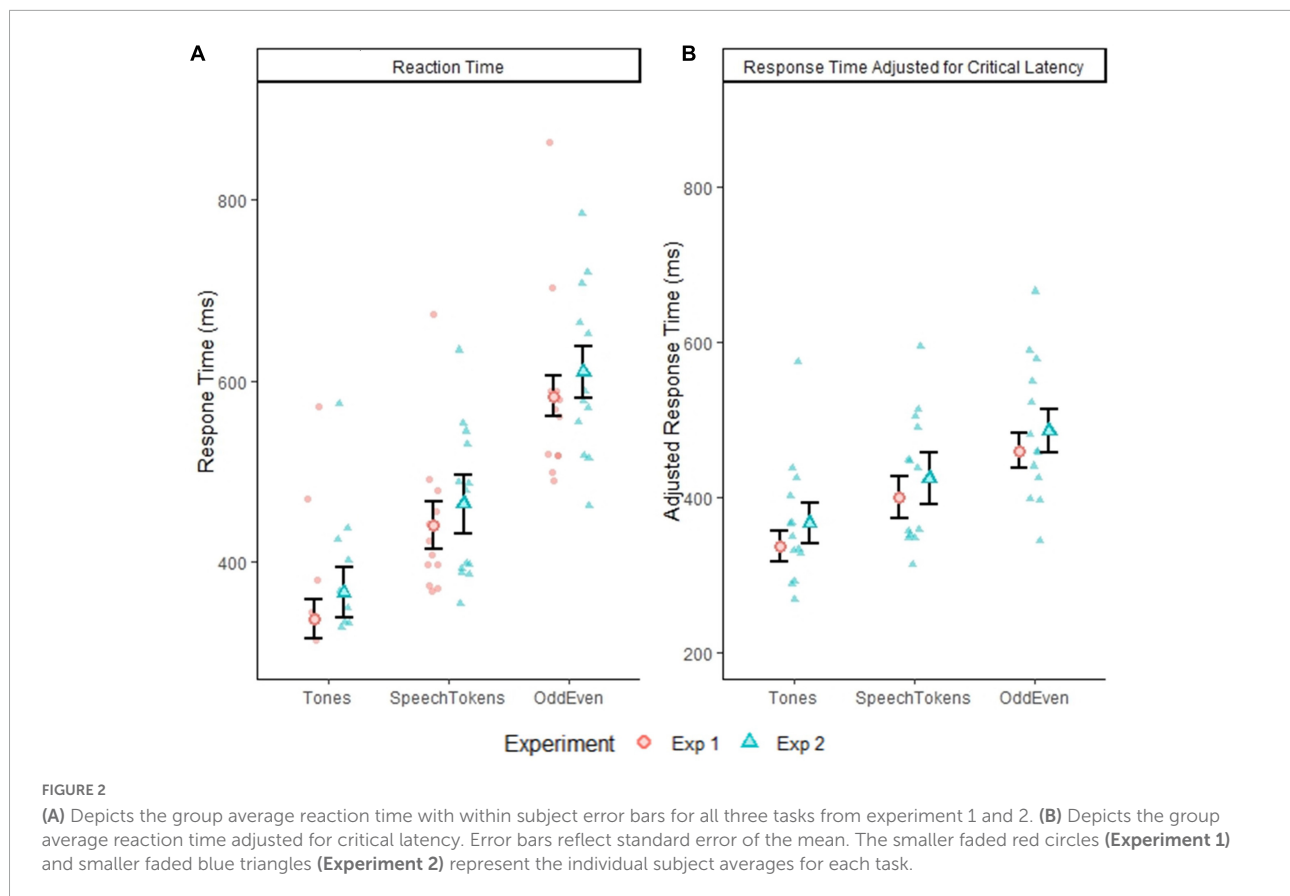 A
Reaction Time
Respone Time (ms)
800
600
400
Tones SpeechTokens OddEven
B
Response Time Adjusted for Critical Latency
Adjusted Response Time (ms)
800
600
400
200
Tones SpeechTokens OddEven
Experiment Exp 1 Exp 2
FIGURE 2
(A) Depicts the group average reaction time with within subject error bars for all three tasks from experiment 1 and 2. (B) Depicts the group
average reaction time adjusted for critical latency. Error bars reflect standard error of the mean. The smaller faded red circles (Experiment 1)
and smaller faded blue triangles (Experiment 2) represent the individual subject averages for each task.